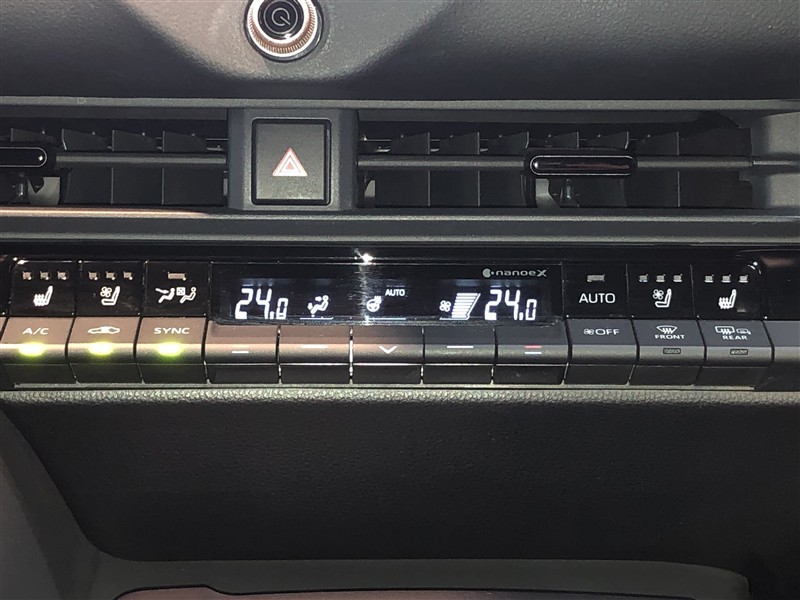 nanoeX
24.0
AUTO
24.0
AUTO
A/C
SYNC
OFF
FRONT
REAR